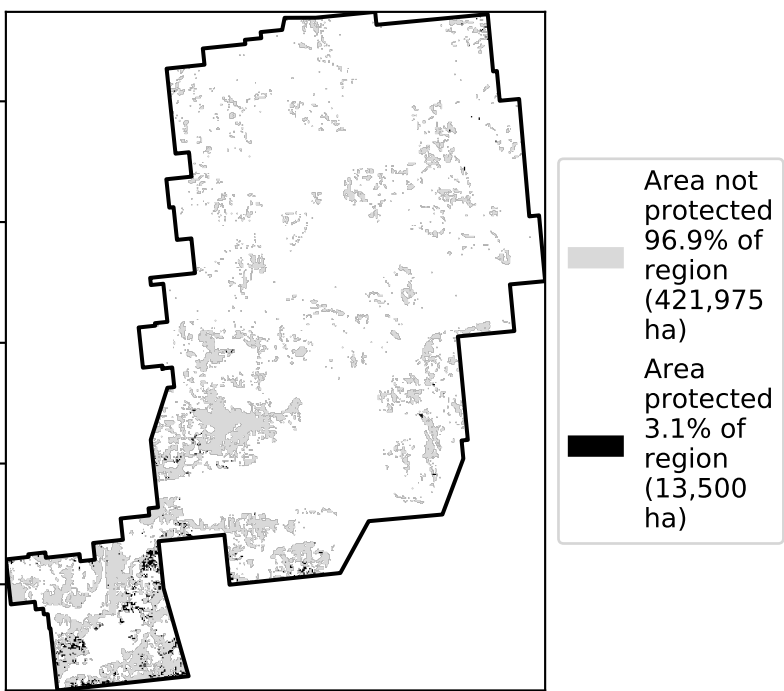 Area not
protected
96.9% of
region
(421,975
ha)
Area
protected
3.1% of
region
(13,500
ha)